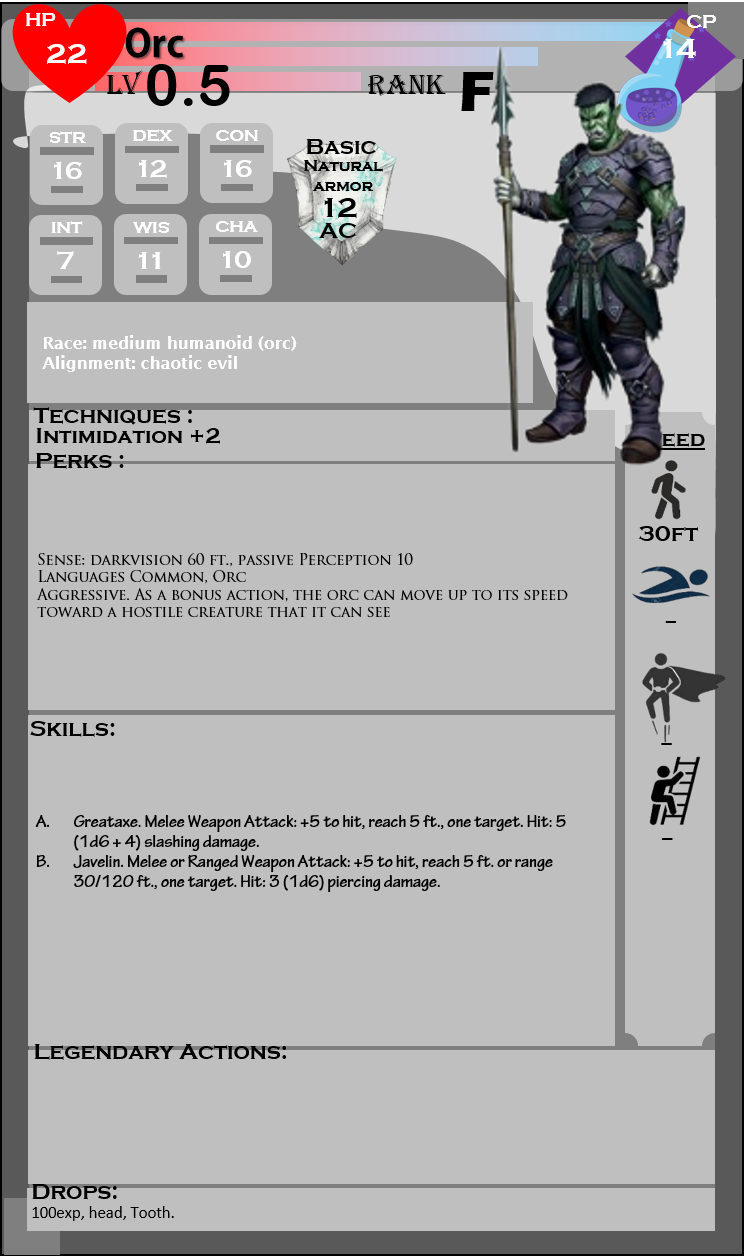 HP
22
Orc
LV 0.5
RANK F
CP
14
STR
16
DEX
12
CON
16
INT
7
WIS
11
CHA
10
Basic
Natural
armor
12
AC
Race: medium humanoid (orc)
Alignment: chaotic evil
Techniques :
Intimidation +2
Perks :
Sense: darkvision 60 ft., passive Perception 10
Languages Common, Orc
Aggressive. As a bonus action, the orc can move up to its speed
toward a hostile creature that it can see
EED
30FT
–
–
–
Skills:
A. Greataxe. Melee Weapon Attack: +5 to hit, reach 5 ft., one target. Hit: 5
(1d6 + 4) slashing damage.
B. Javelin. Melee or Ranged Weapon Attack: +5 to hit, reach 5 ft. or range
30/120 ft., one target. Hit: 3 (1d6) piercing damage.
Legendary Actions:
Drops:
100exp, head, Tooth.